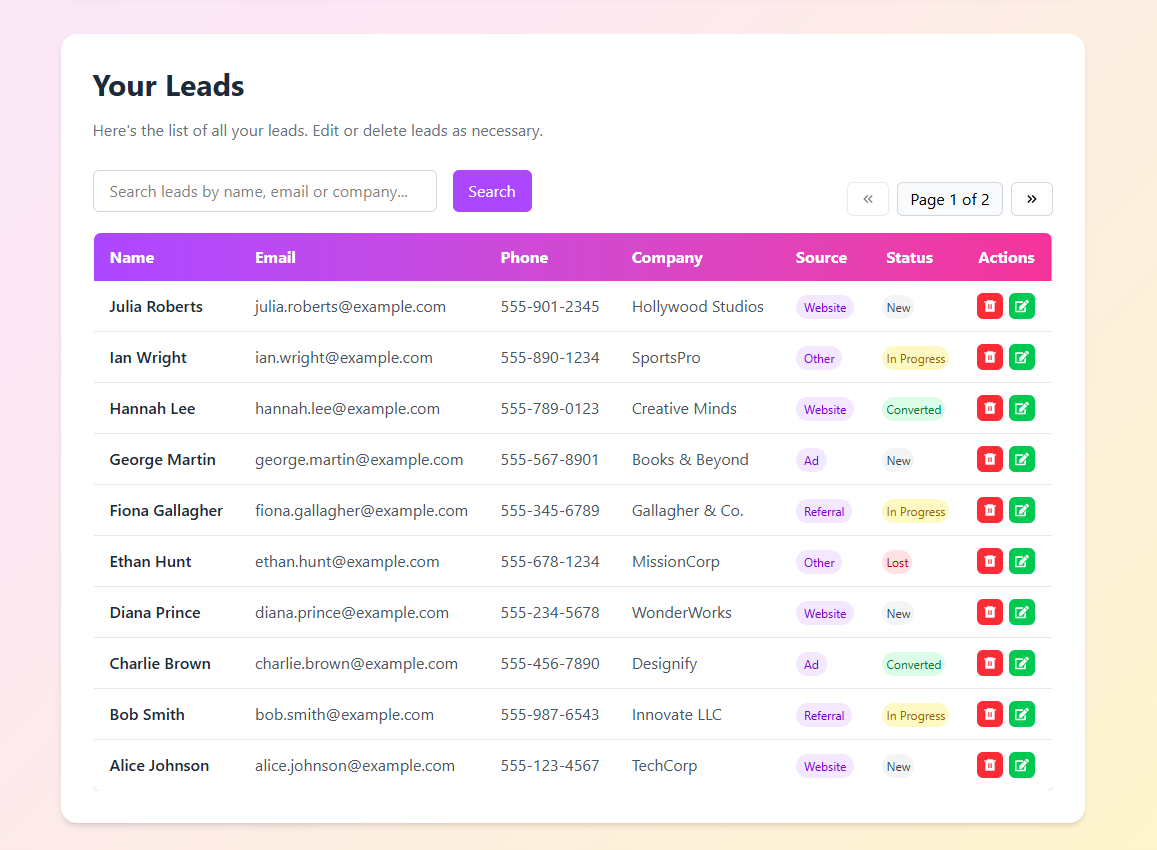 Your Leads
Here's the list of all your leads. Edit or delete leads as necessary.
Search leads by name, email or company... Search « Page 1 of 2 »
Name Email Phone Company Source Status Actions
Julia Roberts julia.roberts@example.com 555-901-2345 Hollywood Studios Website New
Ian Wright ian.wright@example.com 555-890-1234 SportsPro Other In Progress
Hannah Lee hannah.lee@example.com 555-789-0123 Creative Minds Website Converted
George Martin george.martin@example.com 555-567-8901 Books & Beyond Ad New
Fiona Gallagher fiona.gallagher@example.com 555-345-6789 Gallagher & Co. Referral In Progress
Ethan Hunt ethan.hunt@example.com 555-678-1234 MissionCorp Other Lost
Diana Prince diana.prince@example.com 555-234-5678 WonderWorks Website New
Charlie Brown charlie.brown@example.com 555-456-7890 Designify Ad Converted
Bob Smith bob.smith@example.com 555-987-6543 Innovate LLC Referral In Progress
Alice Johnson alice.johnson@example.com 555-123-4567 TechCorp Website New